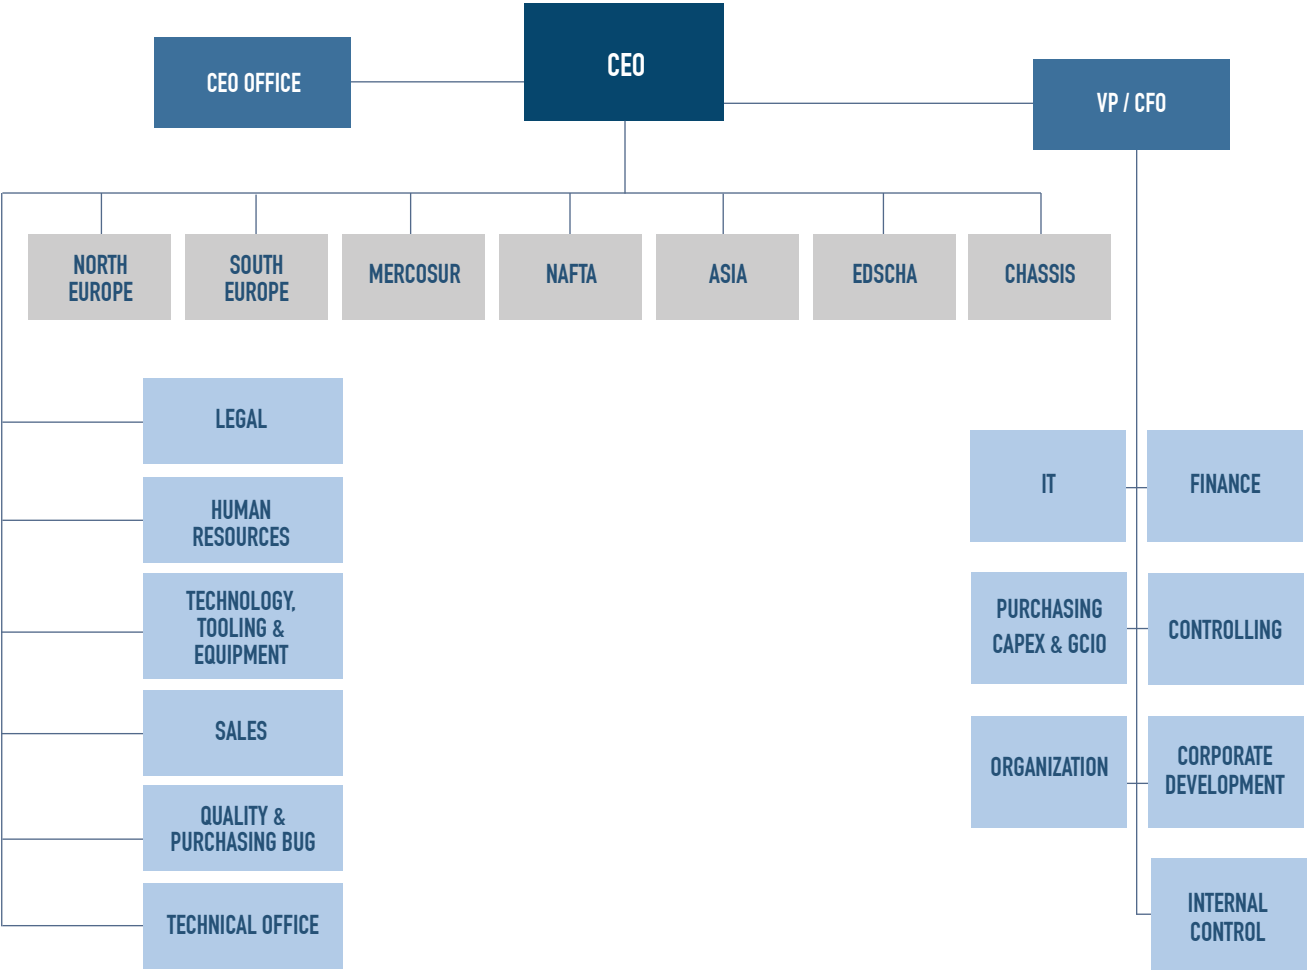 CEO
CEO OFFICE
VP / CFO
NORTH
EUROPE
SOUTH
EUROPE
MERCOSUR
NAFTA
ASIA
EDSCHA
CHASSIS
LEGAL
HUMAN
RESOURCES
TECHNOLOGY,
TOOLING &
EQUIPMENT
SALES
QUALITY &
PURCHASING BUG
TECHNICAL OFFICE
IT
FINANCE
PURCHASING
CAPEX & GCIO
CONTROLLING
ORGANIZATION
CORPORATE
DEVELOPMENT
INTERNAL
CONTROL